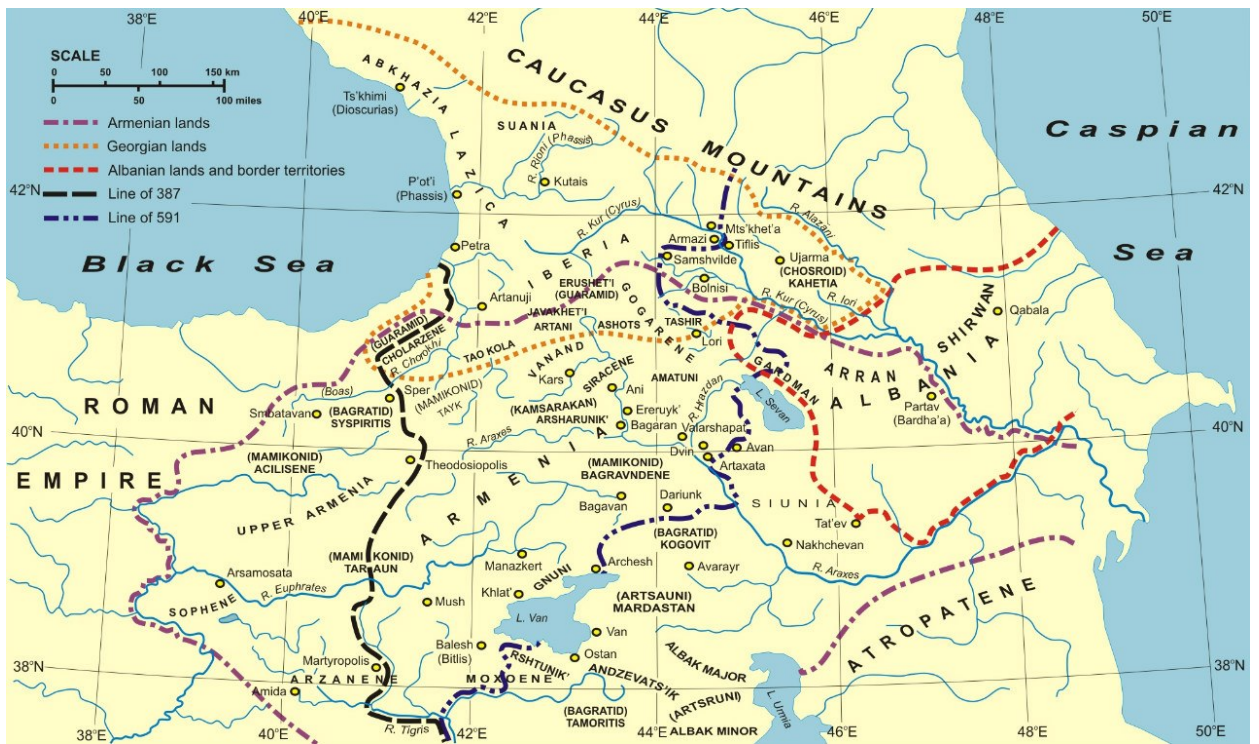 38°E
40°E
42°E
44°E
46°E
48°E
50°E
SCALE
0 50 100 150 km
0 50 100 miles
Armenian lands
Georgian lands
Albanian lands and border territories
Line of 387
Line of 591
ABKHAZIA
LAZICA
Ts'khimi
(Dioscurias)
CAUCASUS
MOUNTAINS
SUANIA
R. Rioni (Phassis)
Kutais
Caspian
Sea
42°N
42°N
P'ot'i
(Phassis)
R. Kur (Cyrus)
R. Alazani
Mts'khet'a
Armazi
Tiflis
Petra
Samshvilde
Ujarma
(CHOSROID)
KAHETIA
Black Sea
IBERIA
ERUSHET'I
(GUARAMID)
Bolnisi
R. Iori
R. Kur (Cyrus)
Artanuji
JAVAKHET'I
ARTANI
GOGARENE
ASHOTS
TASHIR
Lori
SHIRWAN
Qabala
(GUARAMID)
CHOLARZENE
R. Chorokhi
TAO KOLA
VANAND
Kars
SIRACENE
AMATUNI
GARDMAN
ARRAN
ALBANIA
(Boas)
Sper
(MAMIKONID)
TAYK
Ani
R. Hrazdan
L. Sevan
Partav
(Bardha'a)
ROMAN
EMPIRE
Smbatavan
(BAGRATID)
SYSPIRITIS
(KAMSARAKAN)
ARSHARUNIK'
Ereruyk'
Bagaran
Valarshapat
40°N
40°N
R. Araxes
Dvin
Avan
Artaxata
(MAMIKONID)
ACILISENE
Theodosiopolis
ARMENIA
(MAMIKONID)
BAGRAVNDENE
UPPER ARMENIA
Bagavan
Dariunk
SIUNIA
Tat'ev
(BAGRATID)
KOGOVIT
Nakhchevan
(MAMIKONID)
TARAUN
Manazkert
Archesh
Avarayr
R. Araxes
Arsamosata
R. Euphrates
GNUNI
SOPHENE
Khlat'
Mush
(ARTSAUNI)
MARDASTAN
ATROPATENE
L. Van
Van
Balesh
(Bitlis)
Ostan
38°N
38°N
Martyropolis
RSHTUNIK'
ALBAK MAJOR
ARZANENE
MOXOENE
ANDZEVATS'IK
Amida
(ARTSRUNI)
L. Urmia
(BAGRATID)
TAMORITIS
ALBAK MINOR
R. Tigris
38°E
40°E
42°E
44°E
46°E
48°E
50°E